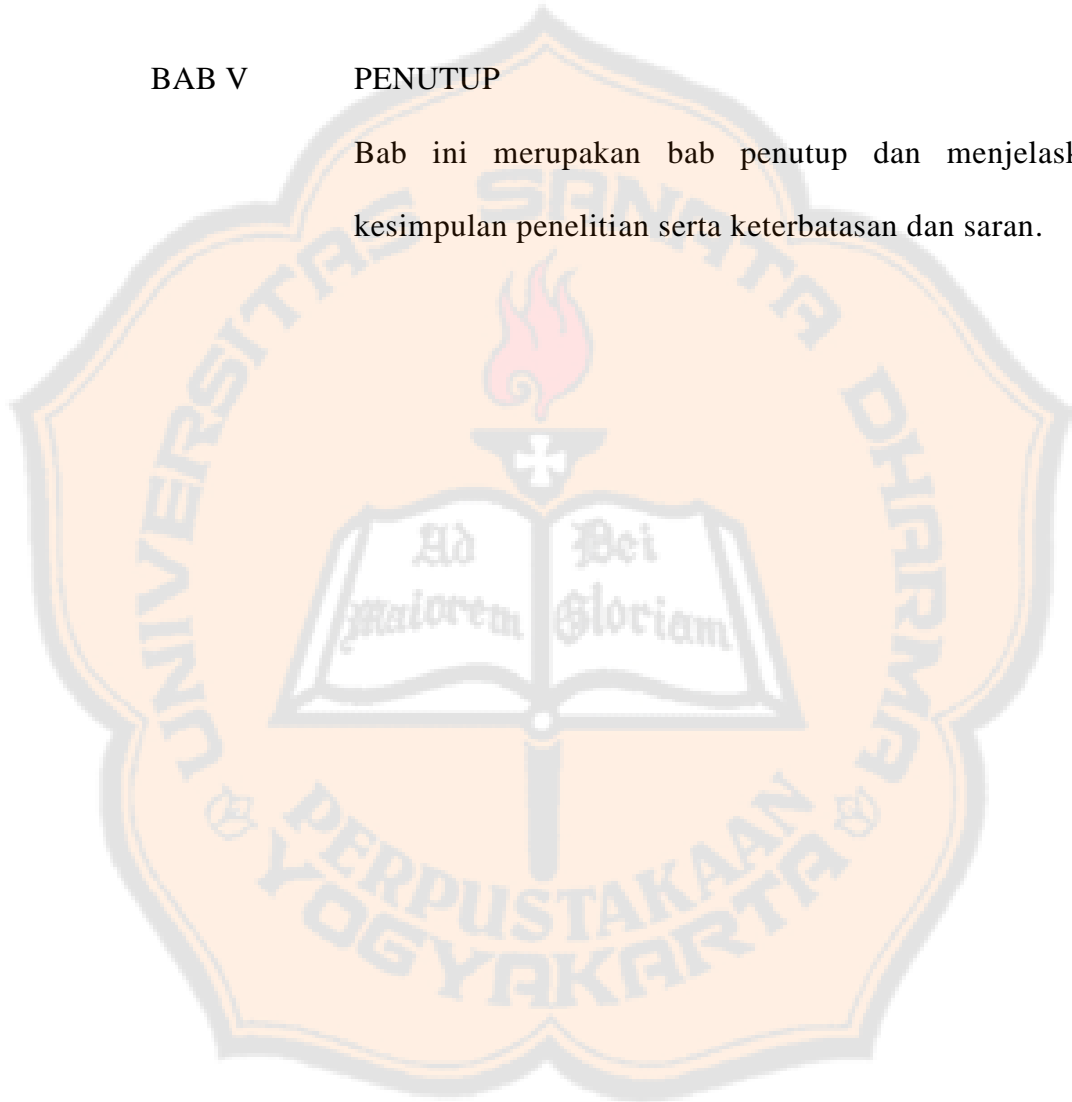 BAB V PENUTUP
Bab ini merupakan bab penutup dan menjelask
kesimpulan penelitian serta keterbatasan dan saran.
UNIVERSITAS SANATA DHARMA
Ad Dei
Maiorem Gloriam
PERPUSTAKAAN
YOGYAKARTA